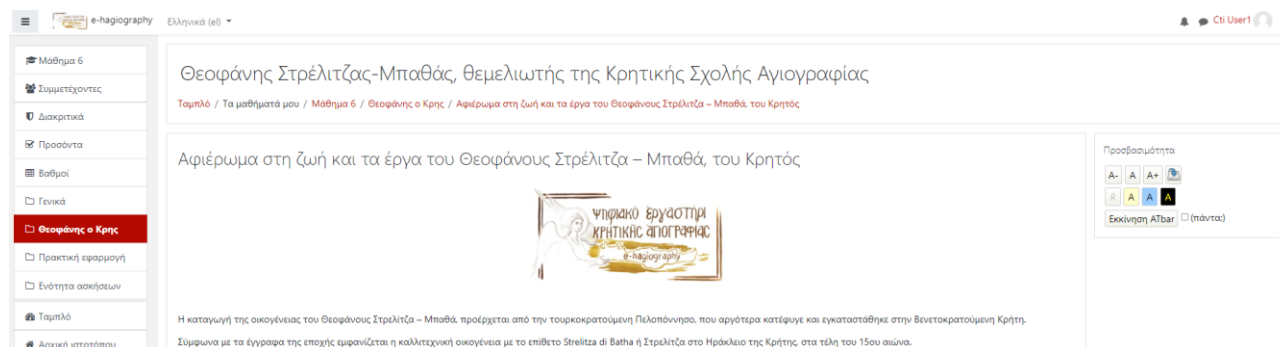 e-hagiography Ελληνικά (el) Cti User1
Μάθημα 6
Συμμετέχοντες
Διακριτικά
Προσόντα
Βαθμοί
Γενικά
Θεοφάνης ο Κρης
Πρακτική εφαρμογή
Ενότητα ασκήσεων
Ταμπλό
Αρχική ιστοτόπου
Θεοφάνης Στρέλιτζας-Μπαθάς, θεμελιωτής της Κρητικής Σχολής Αγιογραφίας
Ταμπλό / Τα μαθήματά μου / Μάθημα 6 / Θεοφάνης ο Κρης / Αφιέρωμα στη ζωή και τα έργα του Θεοφάνους Στρέλιτζα – Μπαθά, του Κρητός
Αφιέρωμα στη ζωή και τα έργα του Θεοφάνους Στρέλιτζα – Μπαθά, του Κρητός
ψηφιακό εργαστήρι
κρητικής αγιογραφίας
e-hagiography
Η καταγωγή της οικογένειας του Θεοφάνους Στρελίτζα – Μπαθά, προέρχεται από την τουρκοκρατούμενη Πελοπόννησο, που αργότερα κατέφυγε και εγκαταστάθηκε στην Βενετοκρατούμενη Κρήτη.
Σύμφωνα με τα έγγραφα της εποχής εμφανίζεται η καλλιτεχνική οικογένεια με το επίθετο Strelitza di Batha ή Στρελίτζα στο Ηράκλειο της Κρήτης, στα τέλη του 15ου αιώνα.
Προσβασιμότητα
A- A A+
R A A A
Εκκίνηση ATbar (πάντα;)